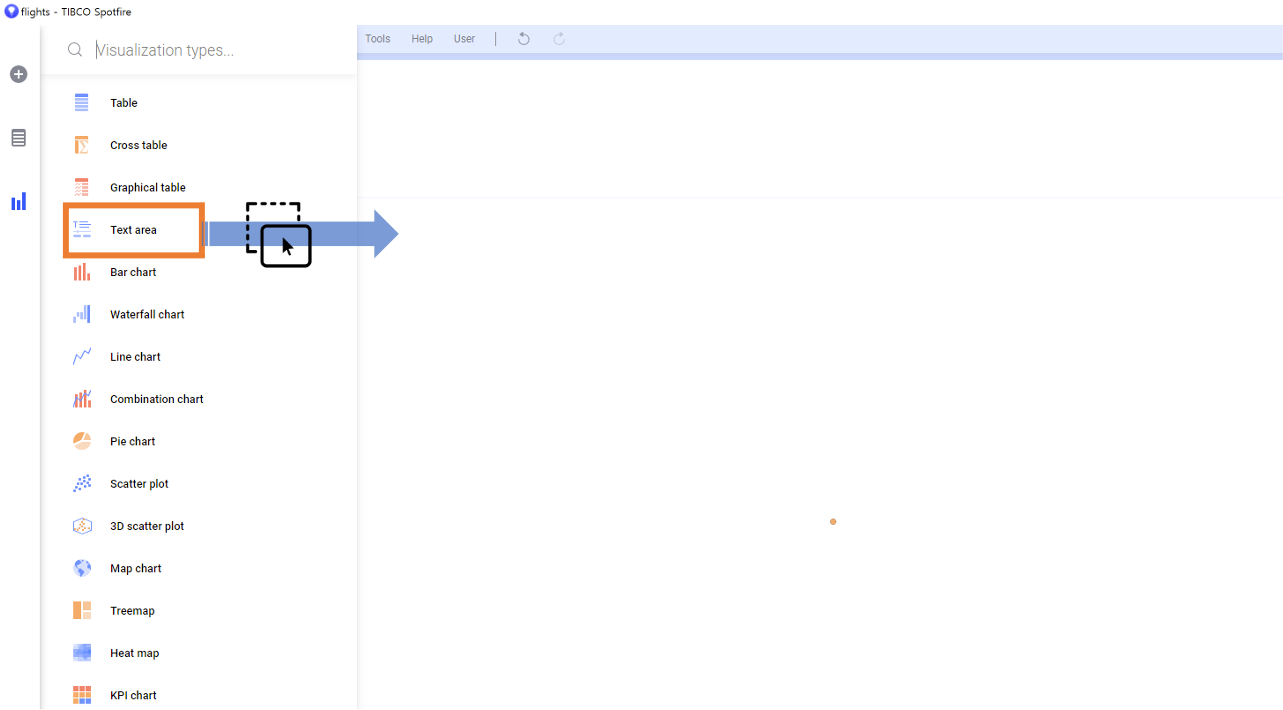 flights - TIBCO Spotfire
Visualization types...
Tools Help User
Table
Cross table
Graphical table
Text area
Bar chart
Waterfall chart
Line chart
Combination chart
Pie chart
Scatter plot
3D scatter plot
Map chart
Treemap
Heat map
KPI chart